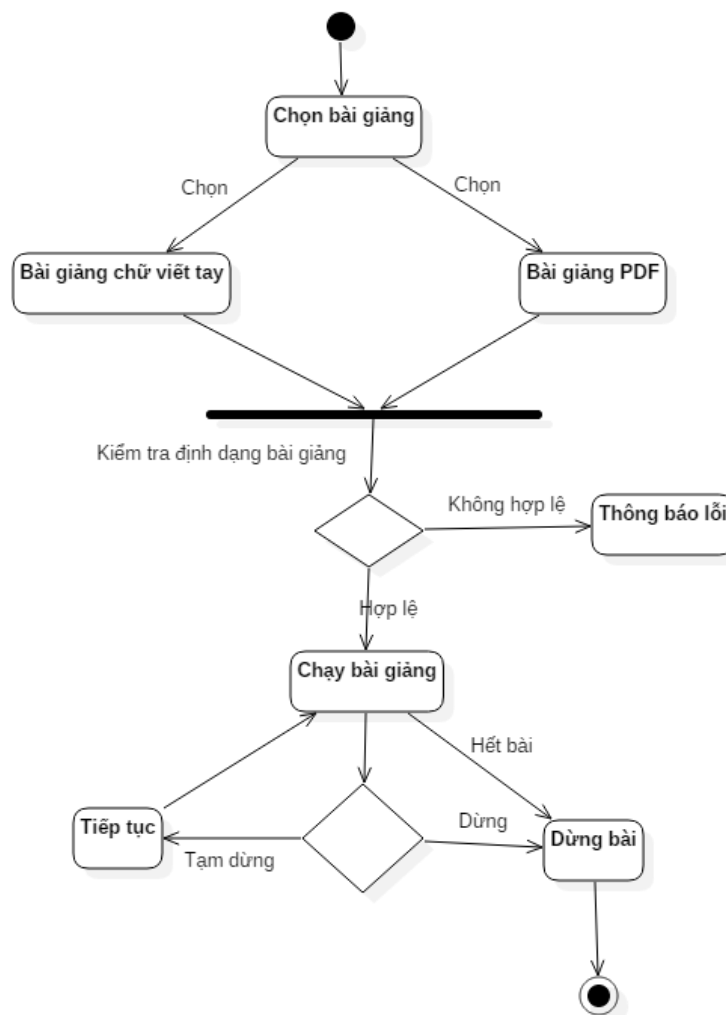 Chọn bài giảng
Chọn
Chọn
Bài giảng chữ viết tay
Bài giảng PDF
Kiểm tra định dạng bài giảng
Không hợp lệ
Thông báo lỗi
Hợp lệ
Chạy bài giảng
Hết bài
Tiếp tục
Tạm dừng
Dừng
Dừng bài